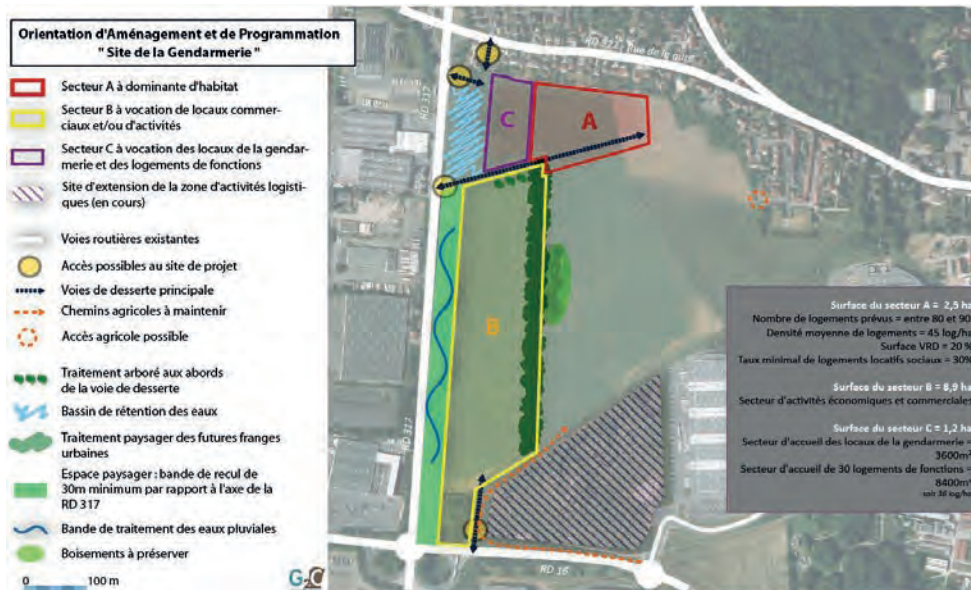 Orientation d'Aménagement et de Programmation
" Site de la Gendarmerie "
Secteur A à dominante d'habitat
Secteur B à vocation de locaux commer-
ciaux et/ou d'activités
Secteur C à vocation des locaux de la gendar-
merie et des logements de fonctions
Site d'extension de la zone d'activités logisti-
ques (en cours)
Voies routières existantes
Accès possibles au site de projet
Voies de desserte principale
Chemins agricoles à maintenir
Accès agricole possible
Traitement arboré aux abords
de la voie de desserte
Bassin de rétention des eaux
Traitement paysager des futures franges
urbaines
Espace paysager : bande de recul de
30m minimum par rapport à l'axe de la
RD 317
Bande de traitement des eaux pluviales
Boisements à préserver
0 100 m
G2C
RD 317
RD 922 Rue de la
C
A
B
RD 317
RD 16
Surface du secteur A = 2,5 ha
Nombre de logements prévus = entre 80 et 90
Densité moyenne de logements = 45 log/ha
Surface VRD = 20 %
Taux minimal de logements locatifs sociaux = 30%
Surface du secteur B = 8,9 ha
Secteur d'activités économiques et commerciales
Surface du secteur C = 1,2 ha
Secteur d'accueil des locaux de la gendarmerie =
3600m²
Secteur d'accueil de 30 logements de fonctions =
8400m²
soit 36 log/ha